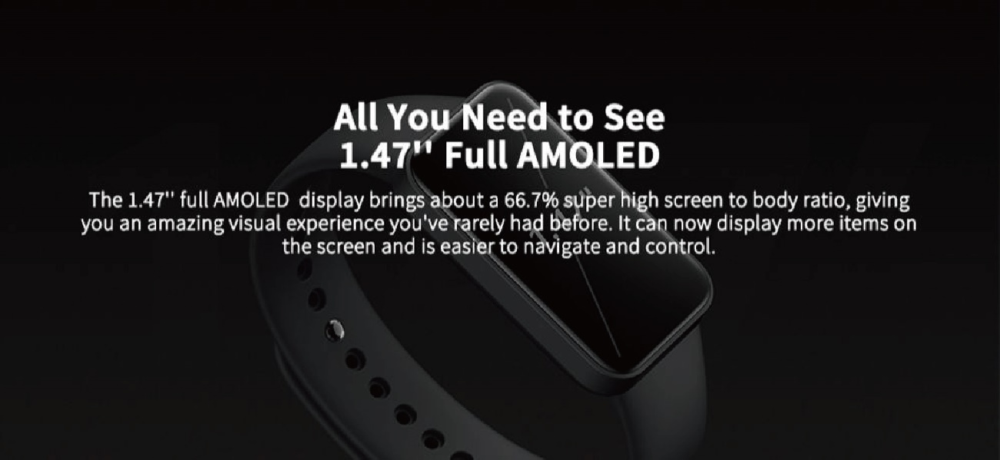 All You Need to See
1.47'' Full AMOLED
The 1.47'' full AMOLED display brings about a 66.7% super high screen to body ratio, giving
you an amazing visual experience you've rarely had before. It can now display more items on
the screen and is easier to navigate and control.